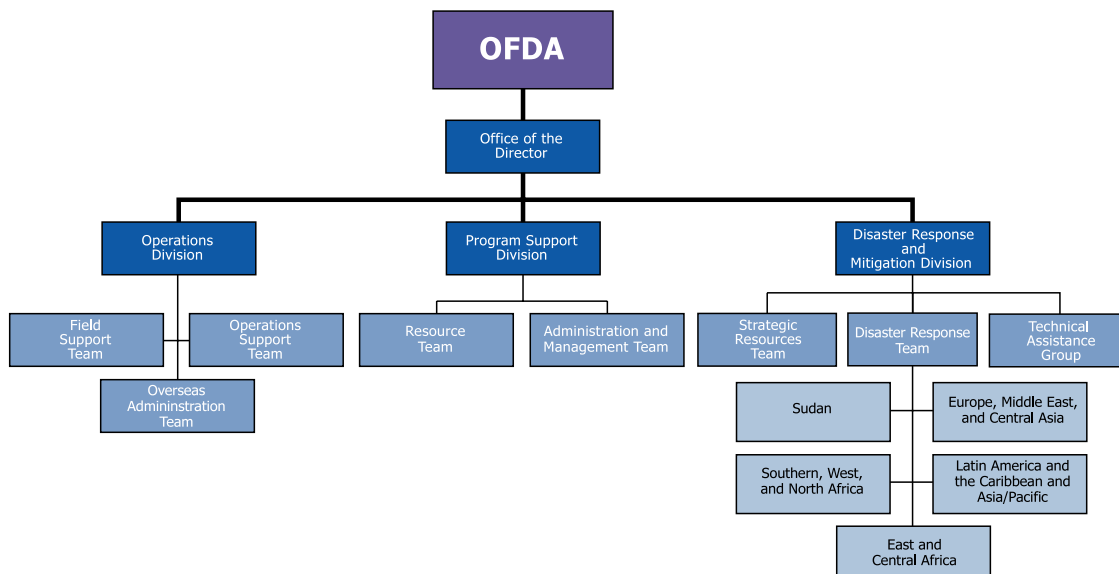 OFDA
Office of the
Director
Operations
Division
Program Support
Division
Disaster Response
and
Mitigation Division
Field
Support
Team
Operations
Support
Team
Overseas
Admininstration
Team
Resource
Team
Administration and
Management Team
Strategic
Resources
Team
Disaster Response
Team
Technical
Assistance
Group
Sudan
Europe, Middle East,
and Central Asia
Southern, West,
and North Africa
Latin America and
the Caribbean and
Asia/Pacific
East and
Central Africa